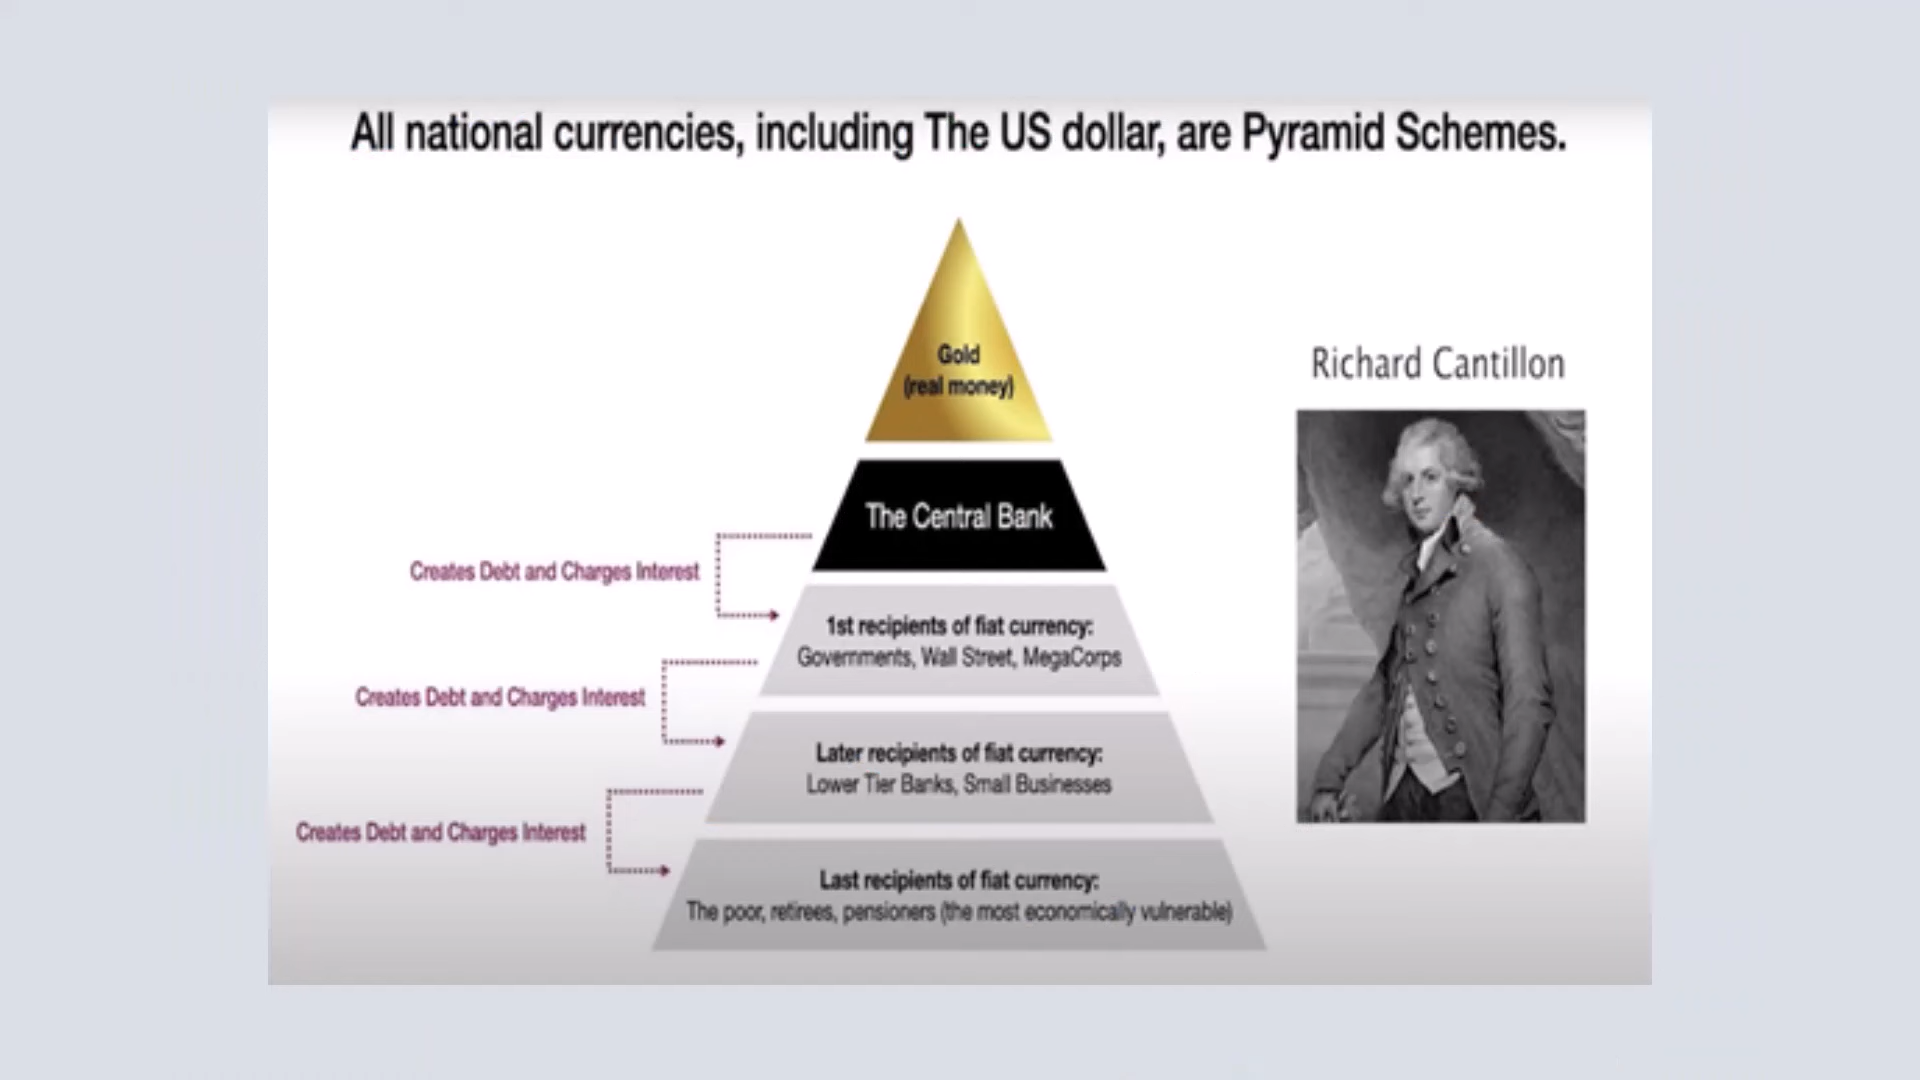 All national currencies, including The US dollar, are Pyramid Schemes.
Gold
(real money)
Richard Cantillon
The Central Bank
Creates Debt and Charges Interest
1st recipients of fiat currency:
Governments, Wall Street, MegaCorps
Creates Debt and Charges Interest
Later recipients of fiat currency:
Lower Tier Banks, Small Businesses
Creates Debt and Charges Interest
Last recipients of fiat currency:
The poor, retirees, pensioners (the most economically vulnerable)